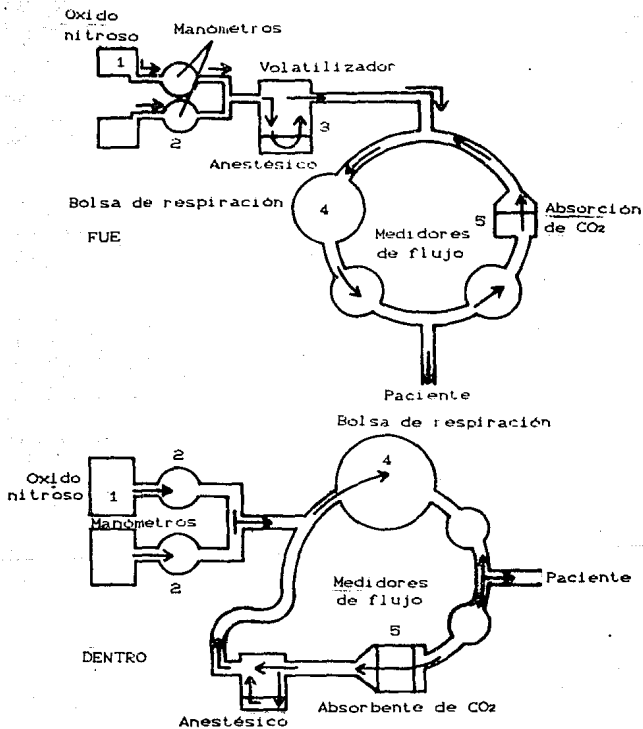 Oxido
nitroso
Manómetros
1
2
Volatilizador
3
Anestésico
Bolsa de respiración
4
FUE
Medidores
de flujo
5
Absorción
de CO₂
Paciente
Bolsa de respiración
4
Oxido
nitroso
1
2
Manómetros
2
Medidores
de flujo
Paciente
5
DENTRO
Anestésico
Absorbente de CO₂